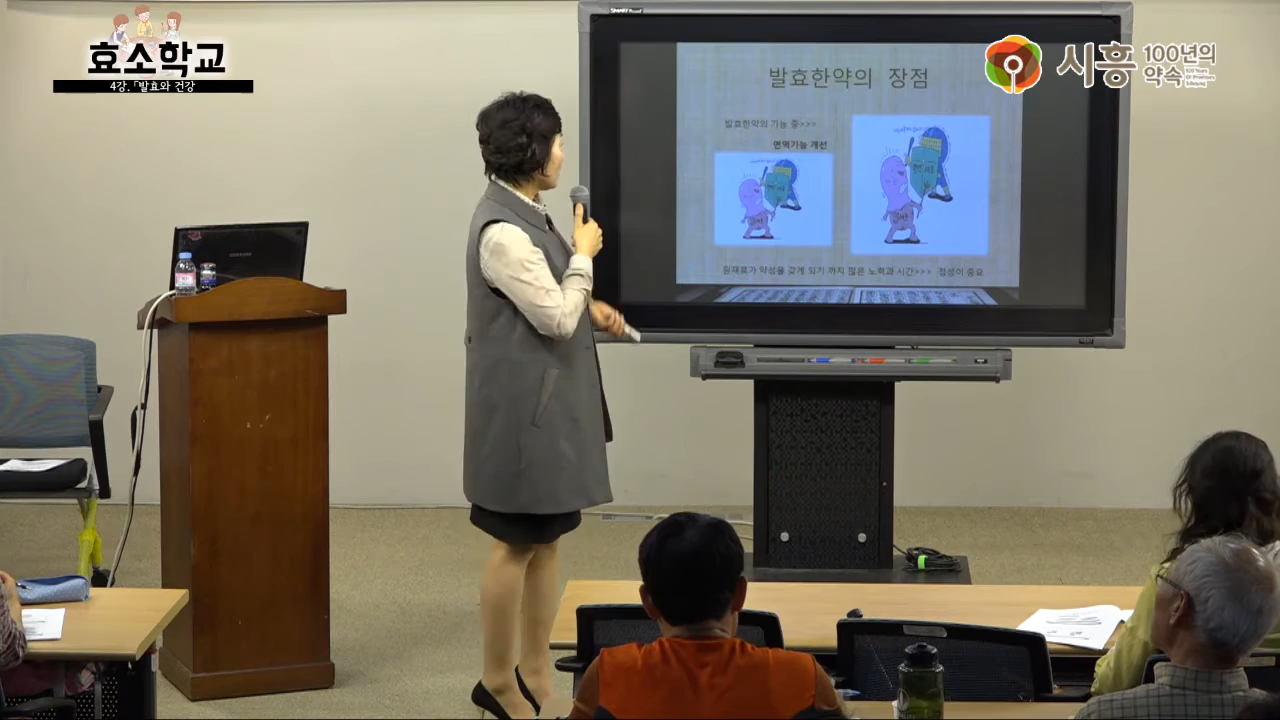 효소학교
4강. 「발효와 건강
시흥
100년의
약속
발효한약의 장점
발효한약의 기능 중>>>
면역기능 개선
원재료가 약성을 갖게 되기 까지 많은 노력과 시간>>> 정성이 중요